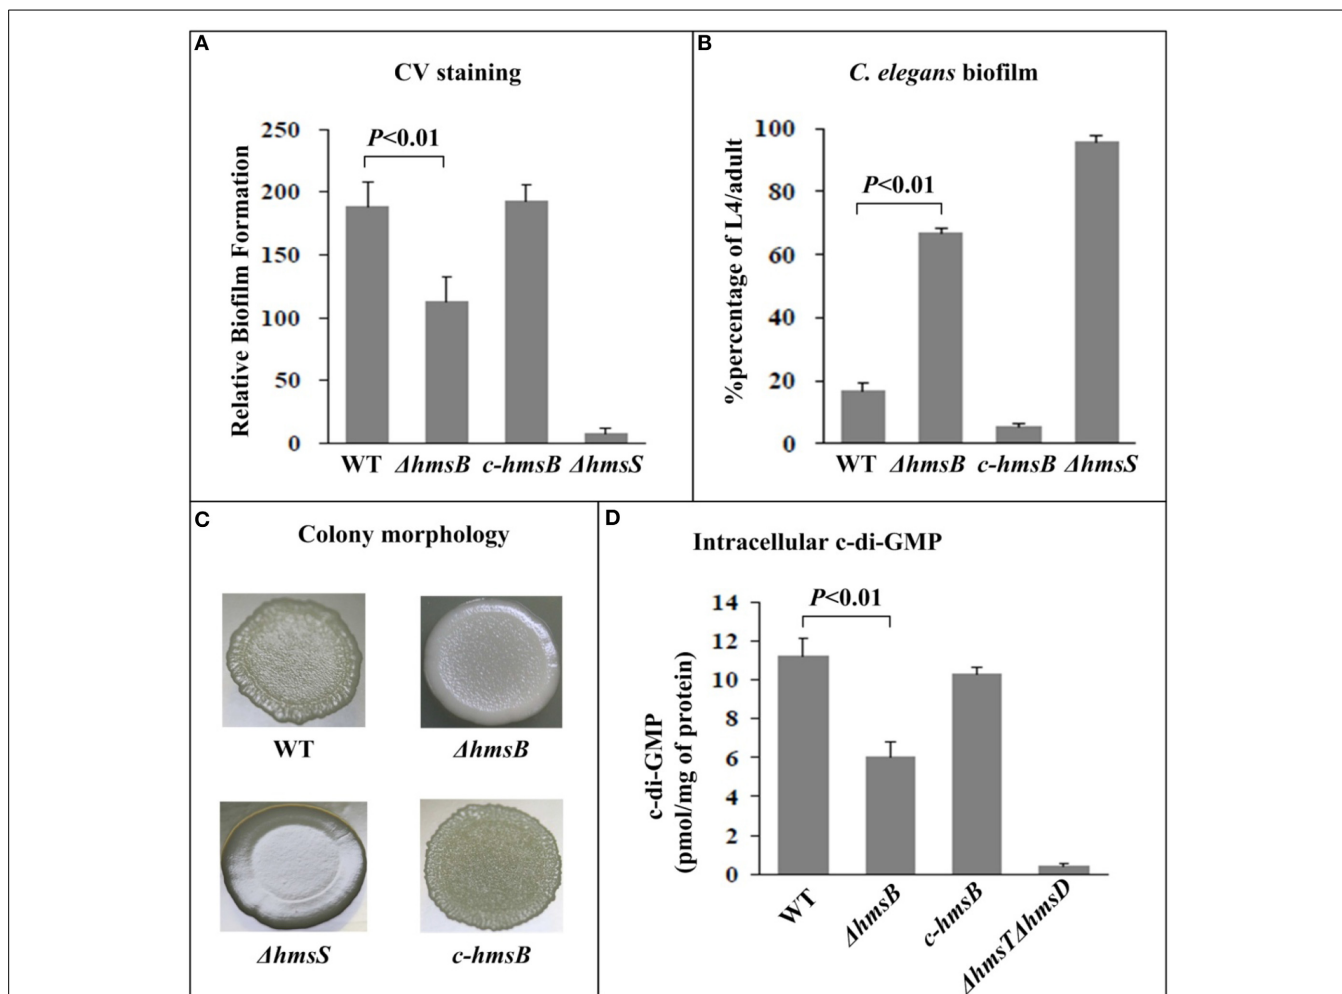 A
CV staining
Relative Biofilm Formation
250
200
150
100
50
0
P<0.01
WT ΔhmsB c-hmsB ΔhmsS
B
C. elegans biofilm
%percentage of L4/adult
100
80
60
40
20
0
P<0.01
WT ΔhmsB c-hmsB ΔhmsS
C
Colony morphology
WT ΔhmsB
ΔhmsS c-hmsB
D
Intracellular c-di-GMP
c-di-GMP
(pmol/mg of protein)
14
12
10
8
6
4
2
0
P<0.01
WT ΔhmsB c-hmsB ΔhmsTΔhmsD